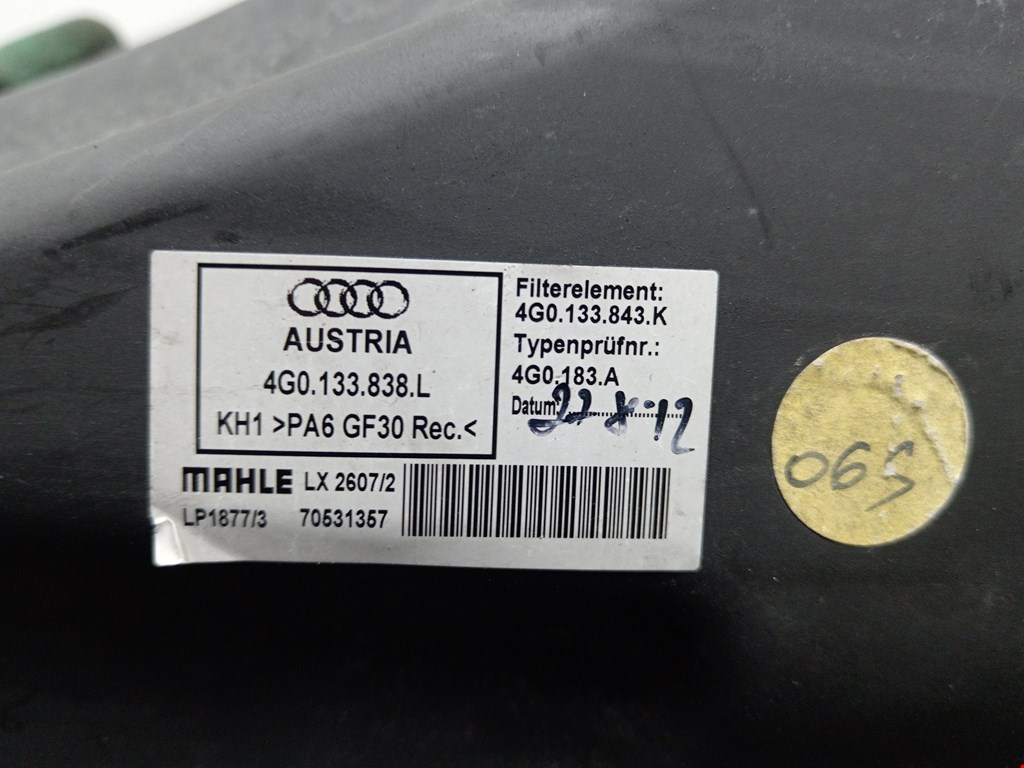 AUSTRIA
4G0.133.838.L
KH1 >PA6 GF30 Rec.<
Filterelement:
4G0.133.843.K
Typenprüfnr.:
4G0.183.A
Datum:
MAHLE LX 2607/2
LP1877/3 70531357
065